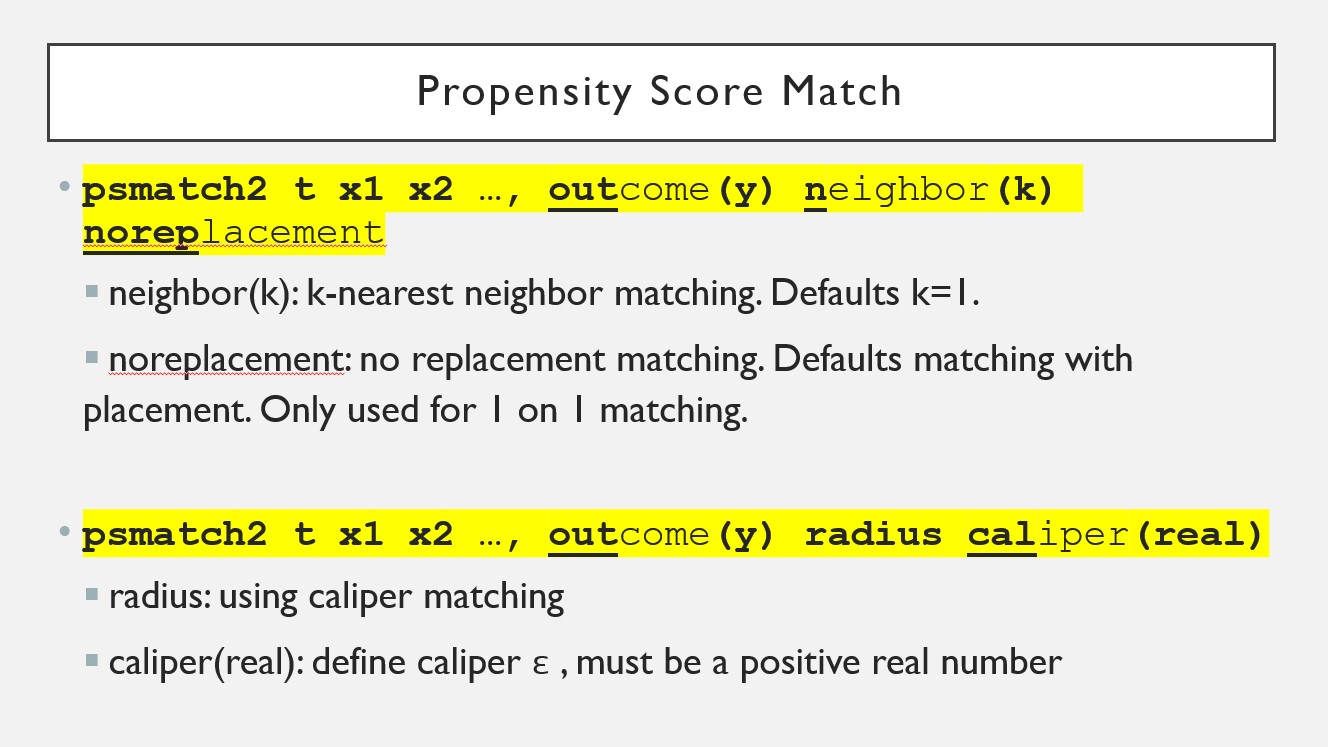 Propensity Score Match
• psmatch2 t x1 x2 …, outcome(y) neighbor(k)
noreplacement
▪ neighbor(k): k-nearest neighbor matching. Defaults k=1.
▪ noreplacement: no replacement matching. Defaults matching with
placement. Only used for 1 on 1 matching.
• psmatch2 t x1 x2 …, outcome(y) radius caliper(real)
▪ radius: using caliper matching
▪ caliper(real): define caliper ε , must be a positive real number